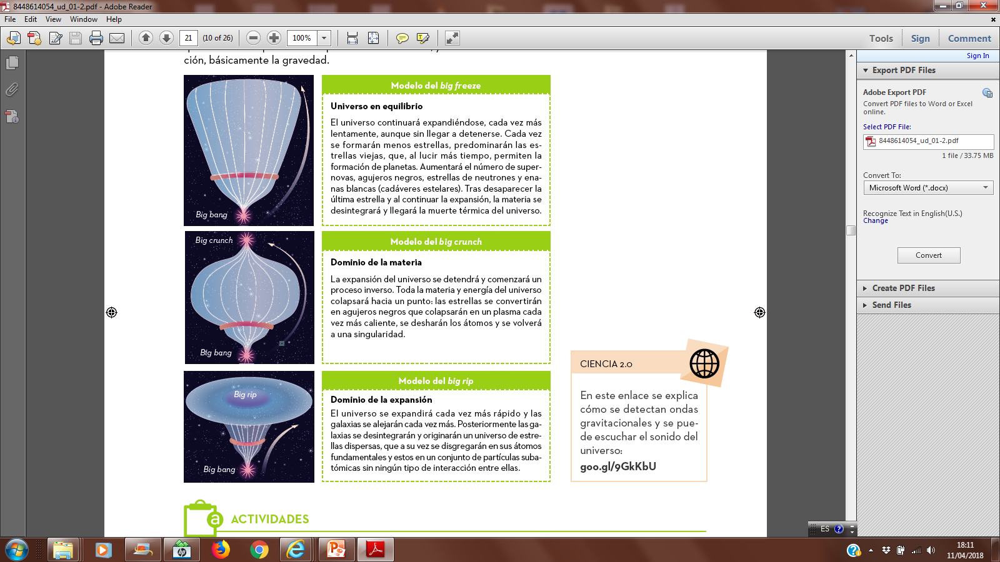 8448614054_ud_01-2.pdf - Adobe Reader
File Edit View Window Help
21 (10 of 26) 100% Tools Sign Comment
Sign In
Export PDF Files
Adobe Export PDF
Convert PDF files to Word or Excel
online.
Select PDF File:
8448614054_ud_01-2.pdf
1 file / 33.75 MB
Convert To:
Microsoft Word (*.docx)
Recognize Text in English(U.S.)
Change
Convert
Create PDF Files
Send Files
ción, básicamente la gravedad.
Big bang
Modelo del big freeze
Universo en equilibrio
El universo continuará expandiéndose, cada vez más
lentamente, aunque sin llegar a detenerse. Cada vez
se formarán menos estrellas, predominarán las es-
trellas viejas, que, al lucir más tiempo, permiten la
formación de planetas. Aumentará el número de super-
novas, agujeros negros, estrellas de neutrones y ena-
nas blancas (cadáveres estelares). Tras desaparecer la
última estrella y al continuar la expansión, la materia se
desintegrará y llegará la muerte térmica del universo.
Big crunch
Big bang
Modelo del big crunch
Dominio de la materia
La expansión del universo se detendrá y comenzará un
proceso inverso. Toda la materia y energía del universo
colapsará hacia un punto: las estrellas se convertirán
en agujeros negros que colapsarán en un plasma cada
vez más caliente, se desharán los átomos y se volverá
a una singularidad.
Big rip
Big bang
Modelo del big rip
Dominio de la expansión
El universo se expandirá cada vez más rápido y las
galaxias se alejarán cada vez más. Posteriormente las ga-
laxias se desintegrarán y originarán un universo de estre-
llas dispersas, que a su vez se disgregarán en sus átomos
fundamentales y estos en un conjunto de partículas suba-
tómicas sin ningún tipo de interacción entre ellas.
CIENCIA 2.0
En este enlace se explica
cómo se detectan ondas
gravitacionales y se pue-
de escuchar el sonido del
universo:
goo.gl/9GkKbU
a ACTIVIDADES
ES
18:11
11/04/2018